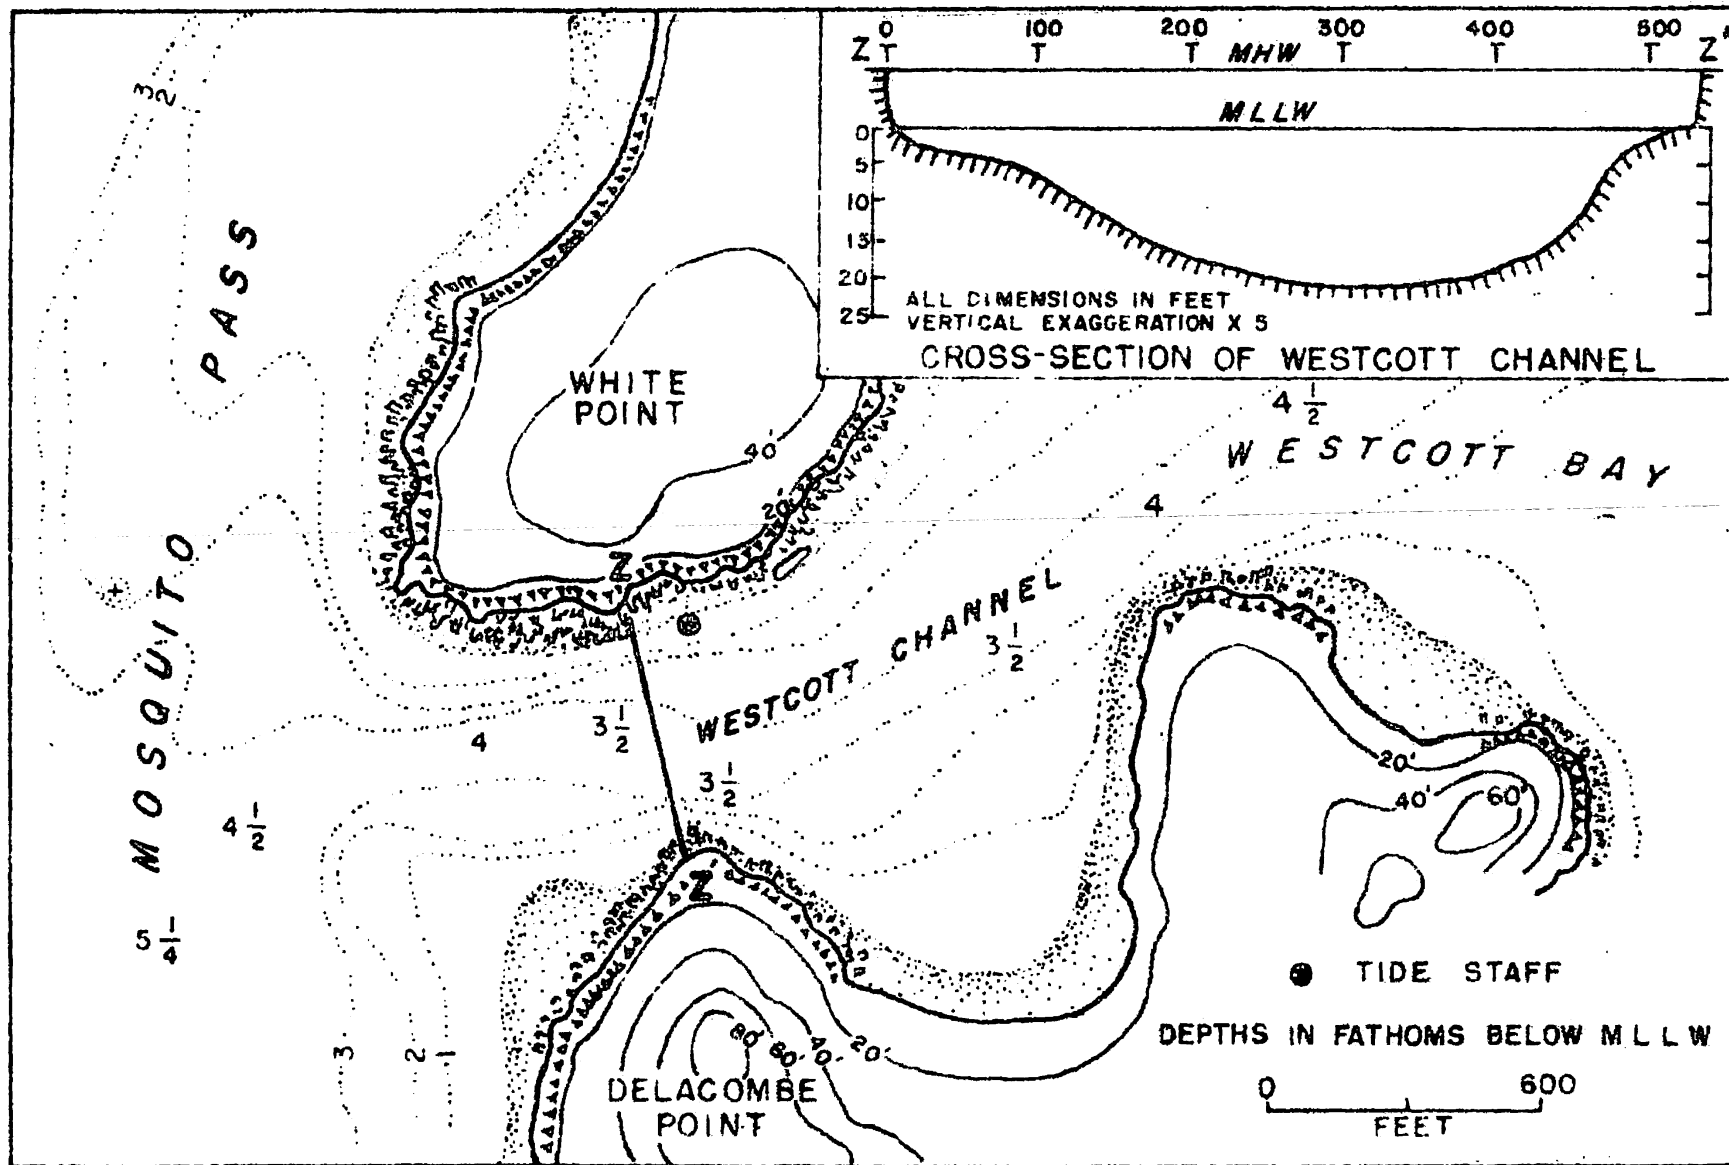 0 100 200 300 400 500
Z T T T T T T Z'
MHW
MLLW
0
5
10
15
20
25
ALL DIMENSIONS IN FEET
VERTICAL EXAGGERATION X 5
CROSS-SECTION OF WESTCOTT CHANNEL
3
2
MOSQUITO PASS
WHITE
POINT
40'
20'
Z
4 1/2
WESTCOTT BAY
4
WESTCOTT CHANNEL
3 1/2
3 1/2
4
3 1/2
4 1/2
5 1/4
Z'
20'
40'
60'
3 2 1
80' 60' 40' 20'
DELACOMBE
POINT
TIDE STAFF
DEPTHS IN FATHOMS BELOW MLLW
0 600
FEET